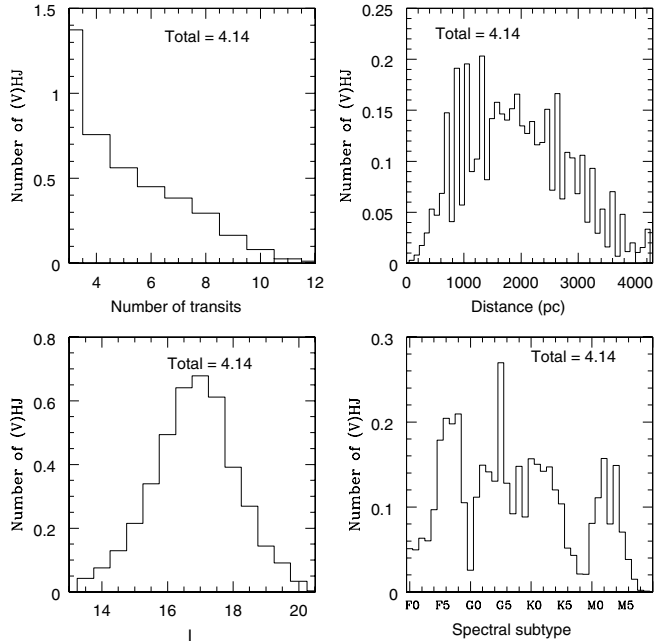 Total = 4.14
Number of (V)HJ
0
0.5
1
1.5
4
6
8
10
12
Number of transits
Total = 4.14
Number of (V)HJ
0
0.05
0.1
0.15
0.2
0.25
0
1000
2000
3000
4000
Distance (pc)
Total = 4.14
Number of (V)HJ
0
0.2
0.4
0.6
0.8
14
16
18
20
I
Total = 4.14
Number of (V)HJ
0
0.1
0.2
0.3
F0
F5
G0
G5
K0
K5
M0
M5
Spectral subtype